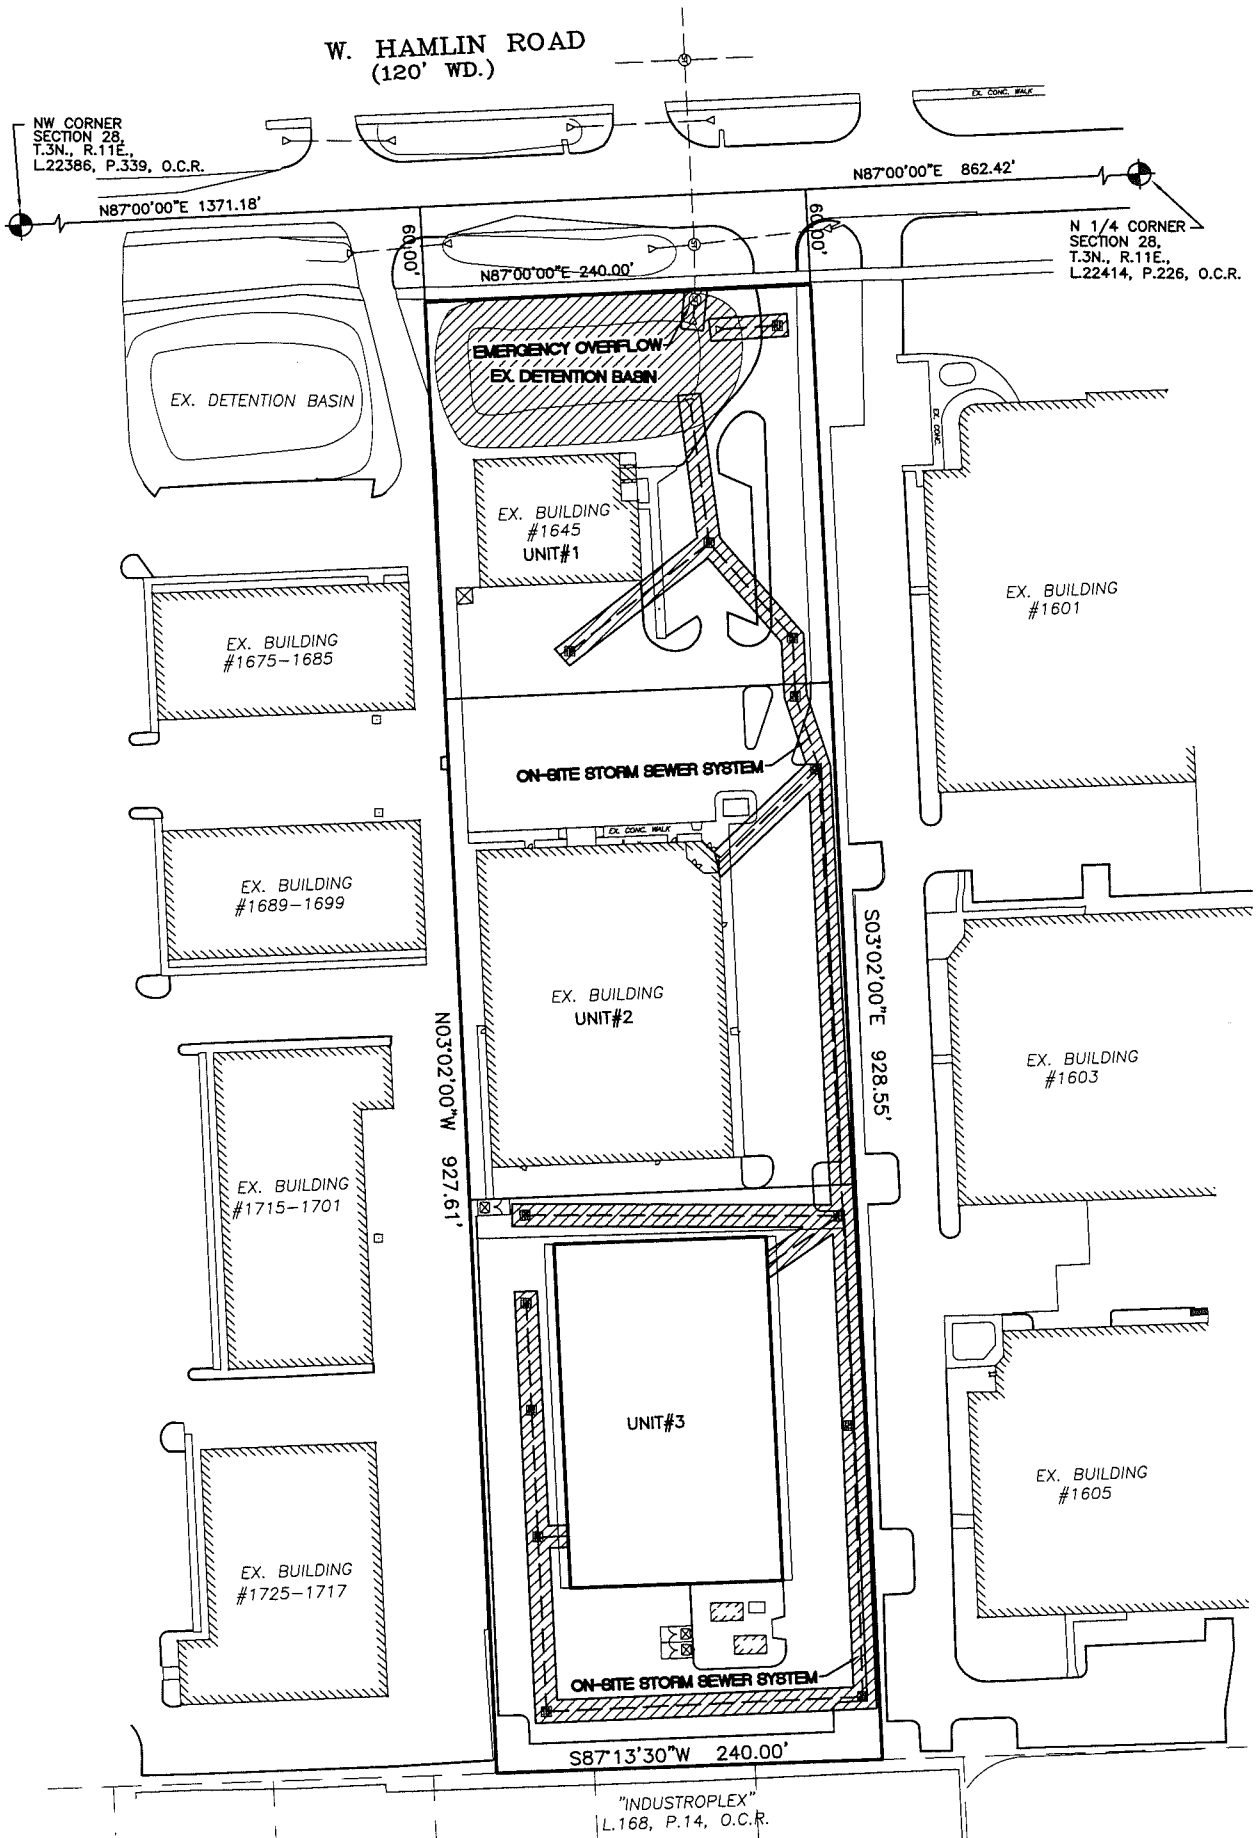 W. HAMLIN ROAD
(120' WD.)
EX. CONC. WALK
NW CORNER
SECTION 28,
T.3N., R.11E.,
L.22386, P.339, O.C.R.
N87°00'00"E 862.42'
N87°00'00"E 1371.18'
60.00'
60.00'
N 1/4 CORNER
SECTION 28,
T.3N., R.11E.,
L.22414, P.226, O.C.R.
N87°00'00"E 240.00'
EMERGENCY OVERFLOW
EX. DETENTION BASIN
EX. DETENTION BASIN
EX. CONC.
EX. BUILDING
#1645
UNIT#1
EX. BUILDING
#1601
EX. BUILDING
#1675-1685
ON-SITE STORM SEWER SYSTEM
EX. CONC. WALK
EX. BUILDING
#1689-1699
S03°02'00"E 928.55'
EX. BUILDING
UNIT#2
N03°02'00"W 927.61'
EX. BUILDING
#1603
EX. BUILDING
#1715-1701
UNIT#3
EX. BUILDING
#1605
EX. BUILDING
#1725-1717
ON-SITE STORM SEWER SYSTEM
S87°13'30"W 240.00'
"INDUSTROPLEX"
L.168, P.14, O.C.R.